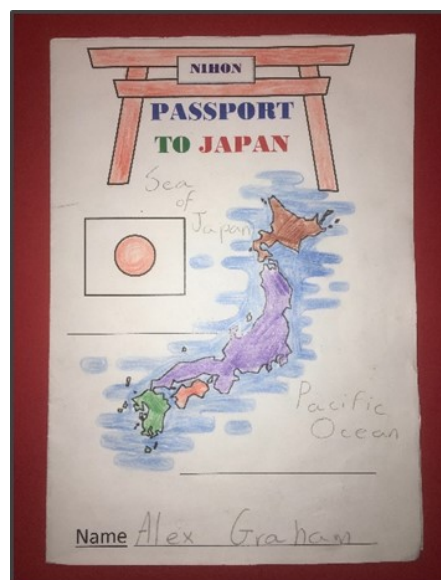 NIHON
PASSPORT
TO JAPAN
Sea
of
Japan
Pacific
Ocean
Name Alex Graham